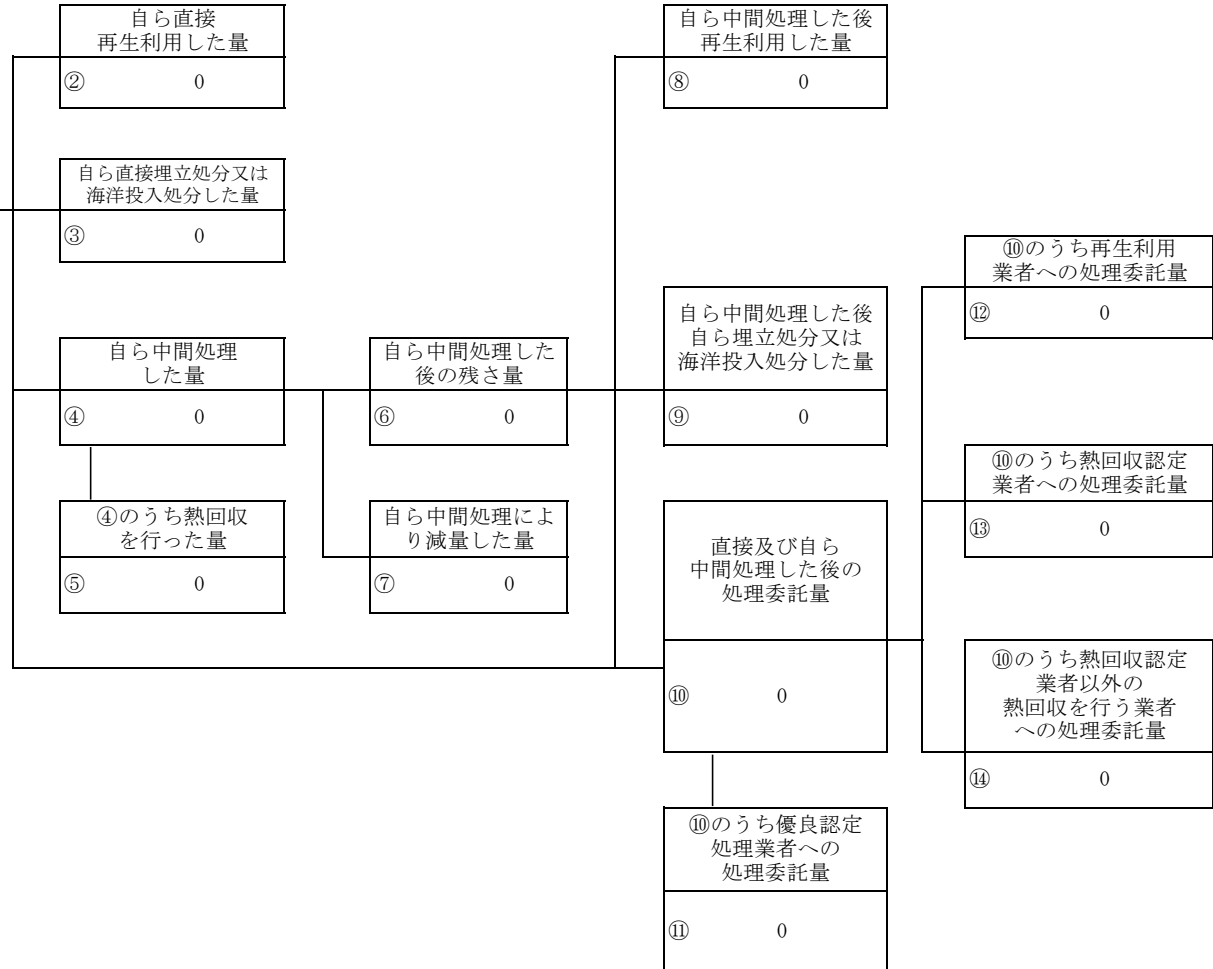 自ら直接
再生利用した量
② 0
自ら直接埋立処分又は
海洋投入処分した量
③ 0
自ら中間処理
した量
④ 0
④のうち熱回収
を行った量
⑤ 0
自ら中間処理した
後の残さ量
⑥ 0
自ら中間処理によ
り減量した量
⑦ 0
自ら中間処理した後
再生利用した量
⑧ 0
自ら中間処理した後
自ら埋立処分又は
海洋投入処分した量
⑨ 0
直接及び自ら
中間処理した後の
処理委託量
⑩ 0
⑩のうち優良認定
処理業者への
処理委託量
⑪ 0
⑩のうち再生利用
業者への処理委託量
⑫ 0
⑩のうち熱回収認定
業者への処理委託量
⑬ 0
⑩のうち熱回収認定
業者以外の
熱回収を行う業者
への処理委託量
⑭ 0